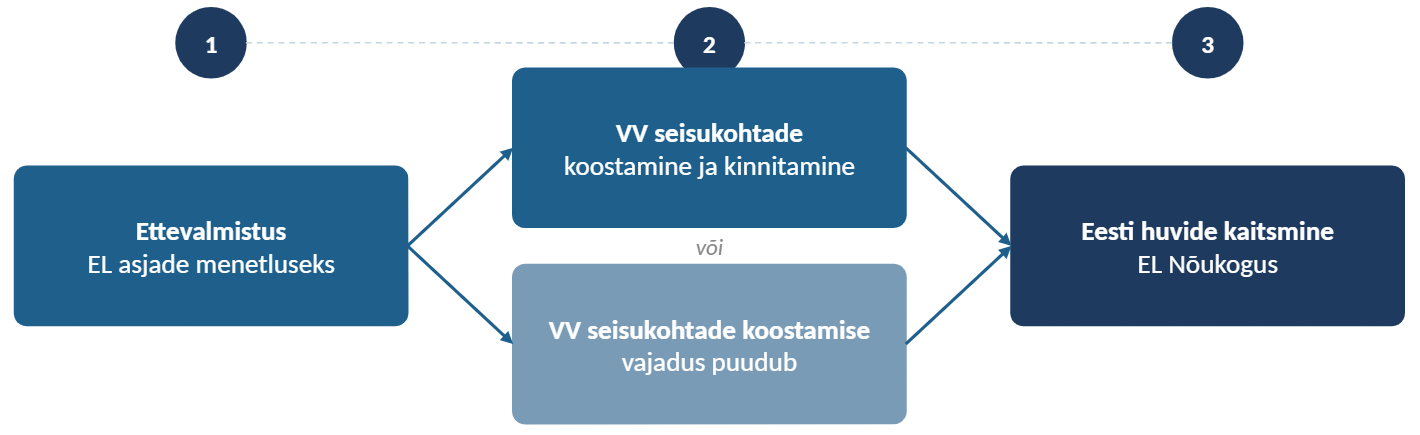 1
2
3
VV seisukohtade
koostamine ja kinnitamine
Ettevalmistus
EL asjade menetluseks
või
Eesti huvide kaitsmine
EL Nõukogus
VV seisukohtade koostamise
vajadus puudub